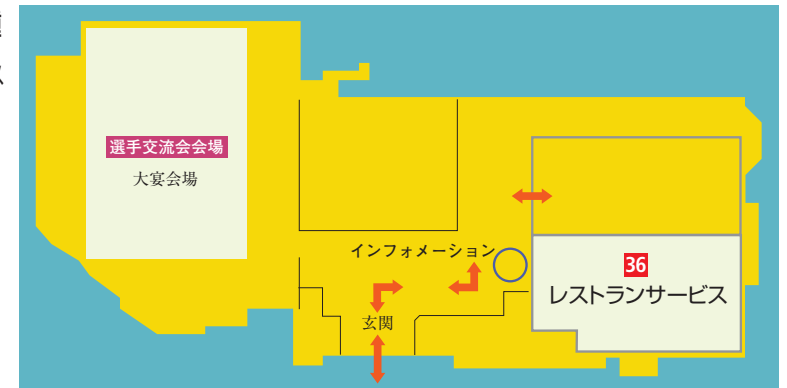 選手交流会会場
大宴会場
インフォメーション
36
レストランサービス
玄関